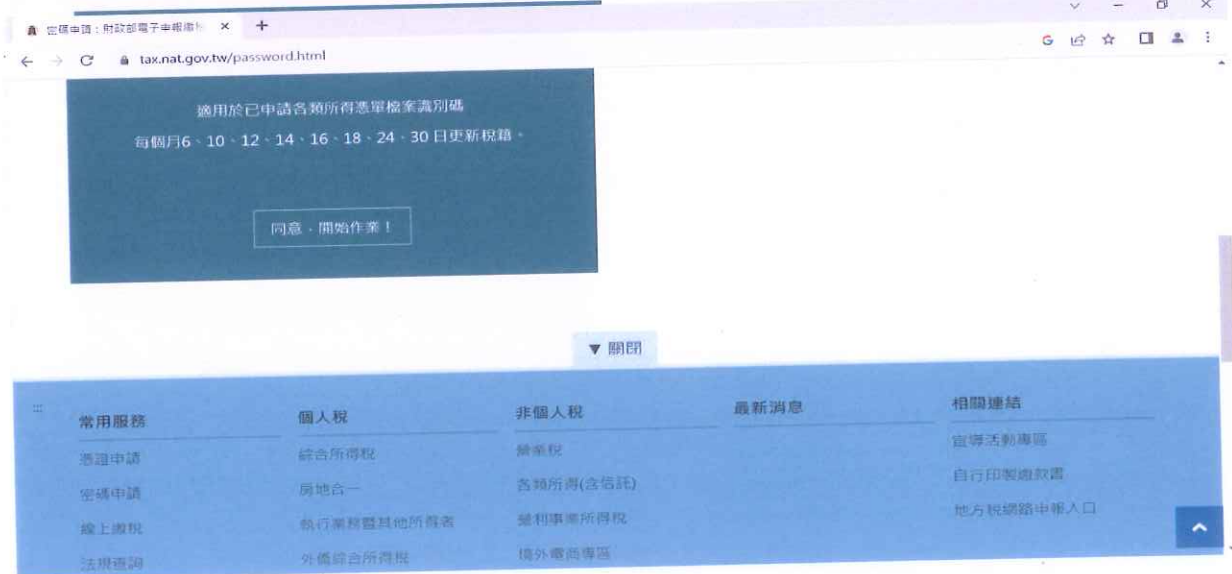 密碼申請：財政部電子申報繳
tax.nat.gov.tw/password.html
適用於已申請各類所得憑單檔案識別碼
每個月6、10、12、14、16、18、24、30 日更新稅籍。
同意，開始作業！
▼ 關閉
常用服務
憑證申請
密碼申請
線上繳稅
法規查詢
個人稅
綜合所得稅
房地合一
執行業務暨其他所得者
外僑綜合所得稅
非個人稅
營業稅
各類所得(含信託)
營利事業所得稅
境外電商專區
最新消息
相關連結
宣導活動專區
自行印製繳款書
地方稅網路申報入口